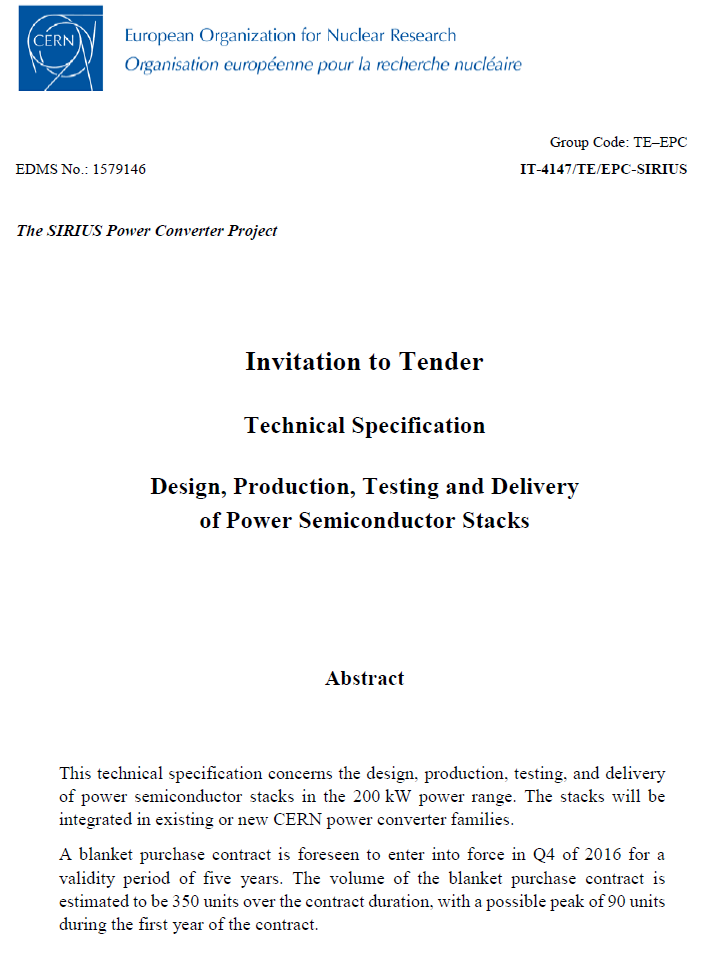 CERN
European Organization for Nuclear Research
Organisation européenne pour la recherche nucléaire
Group Code: TE–EPC
EDMS No.: 1579146
IT-4147/TE/EPC-SIRIUS
The SIRIUS Power Converter Project
Invitation to Tender
Technical Specification
Design, Production, Testing and Delivery
of Power Semiconductor Stacks
Abstract
This technical specification concerns the design, production, testing, and delivery
of power semiconductor stacks in the 200 kW power range. The stacks will be
integrated in existing or new CERN power converter families.
A blanket purchase contract is foreseen to enter into force in Q4 of 2016 for a
validity period of five years. The volume of the blanket purchase contract is
estimated to be 350 units over the contract duration, with a possible peak of 90 units
during the first year of the contract.